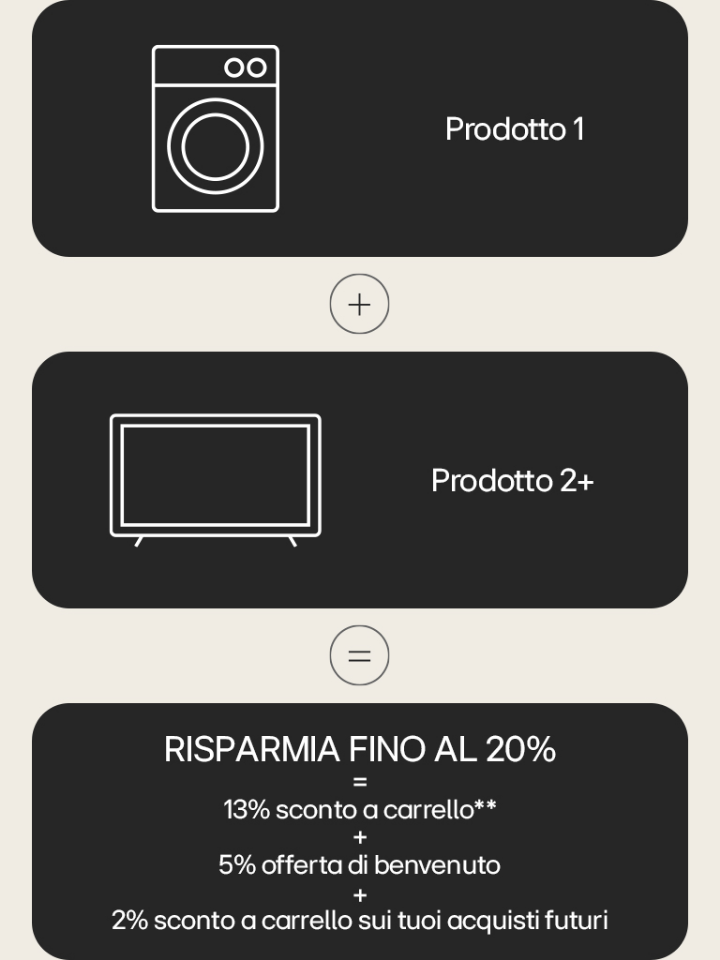 Prodotto 1
+
Prodotto 2+
=
RISPARMIA FINO AL 20%
=
13% sconto a carrello**
+
5% offerta di benvenuto
+
2% sconto a carrello sui tuoi acquisti futuri